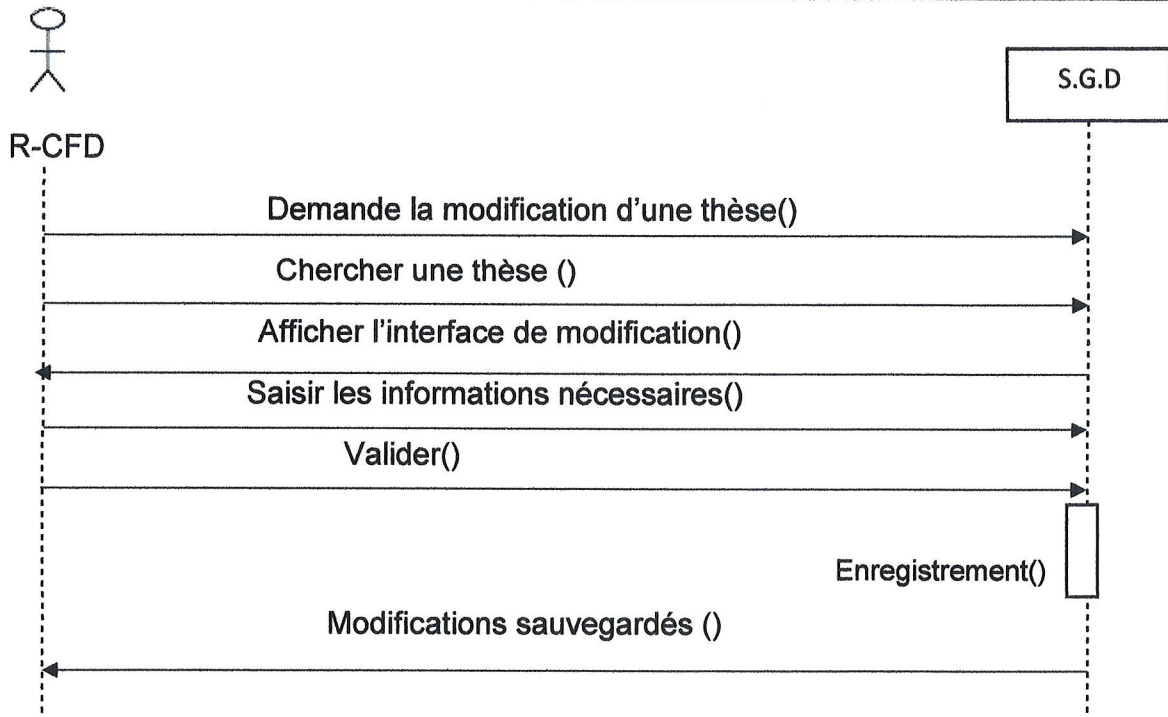 S.G.D
R-CFD
Demande la modification d'une thèse()
Chercher une thèse ()
Afficher l'interface de modification()
Saisir les informations nécessaires()
Valider()
Enregistrement()
Modifications sauvegardés ()